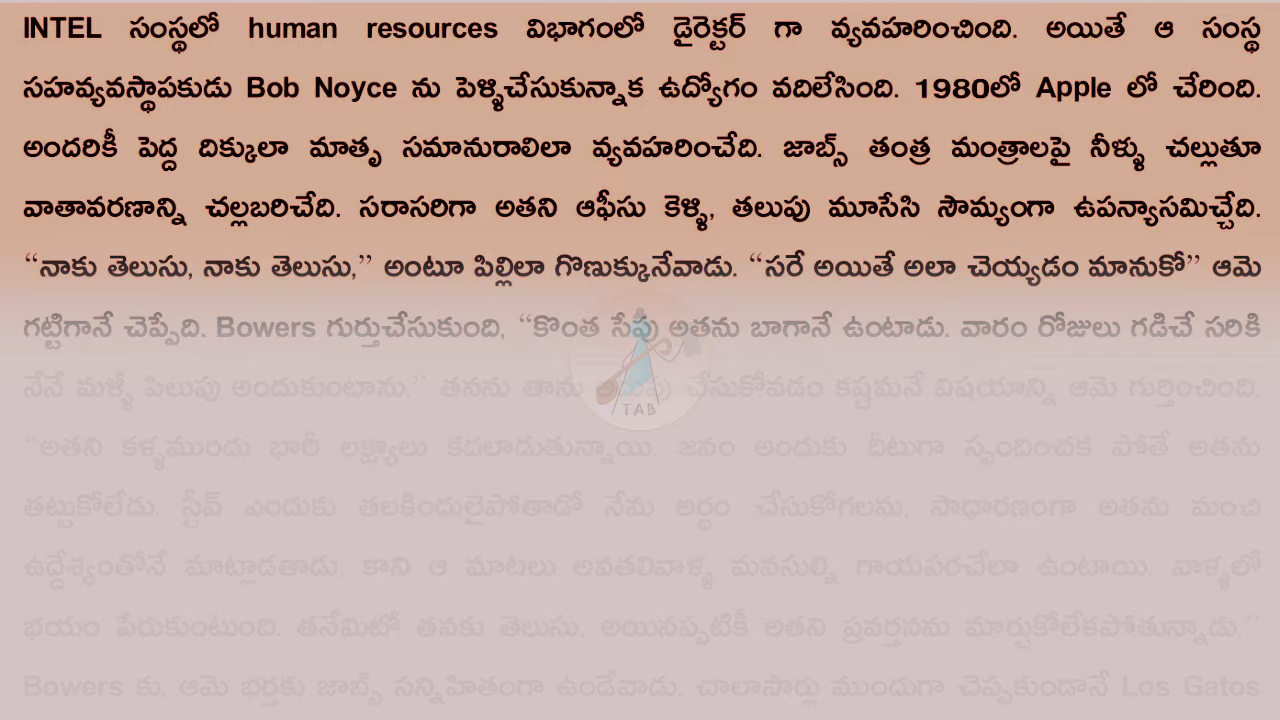 INTEL సంస్థలో human resources విభాగంలో డైరెక్టర్ గా వ్యవహరించింది. అయితే ఆ సంస్థ
సహవ్యవస్థాపకుడు Bob Noyce ను పెళ్ళిచేసుకున్నాక ఉద్యోగం వదిలేసింది. 1980లో Apple లో చేరింది.
అందరికీ పెద్ద దిక్కులా మాతృ సమానురాలిలా వ్యవహరించేది. జాబ్స్ తంత్ర మంత్రాలపై నీళ్ళు చల్లుతూ
వాతావరణాన్ని చల్లబరిచేది. సరాసరిగా అతని ఆఫీసు కెళ్ళి, తలుపు మూసేసి సౌమ్యంగా ఉపన్యాసమిచ్చేది.
“నాకు తెలుసు, నాకు తెలుసు,” అంటూ పిల్లిలా గొణుక్కునేవాడు. “సరే అయితే అలా చెయ్యడం మానుకో” ఆమె
గట్టిగానే చెప్పేది. Bowers గుర్తుచేసుకుంది, “కొంత సేపు అతను బాగానే ఉంటాడు. వారం రోజులు గడిచే సరికి
నేనే మళ్ళీ పిలుపు అందుకుంటాను,” తనను తాను అదుపు చేసుకోవడం కష్టమనే విషయాన్ని ఆమె గుర్తించింది.
“అతని కళ్ళముందు భారీ లక్ష్యాలు కదలాడుతున్నాయి. జనం అందుకు దీటుగా స్పందించక పోతే అతను
తట్టుకోలేడు. స్టీవ్ ఎందుకు తలకిందులైపోతాడో నేను అర్థం చేసుకోగలను, సాధారణంగా అతను మంచి
ఉద్దేశ్యంతోనే మాట్లాడతాడు, కాని ఆ మాటలు అవతలివాళ్ళ మనసుల్ని గాయపరచేలా ఉంటాయి. వాళ్ళలో
భయం పేరుకుంటుంది. తనేమిటో తనకు తెలుసు. అయినప్పటికీ అతని ప్రవర్తనను మార్చుకోలేకపోతున్నాడు.”
Bowers కు, ఆమె భర్తకు జాబ్స్ సన్నిహితంగా ఉండేవాడు. చాలాసార్లు ముందుగా చెప్పకుండానే Los Gatos
TAB